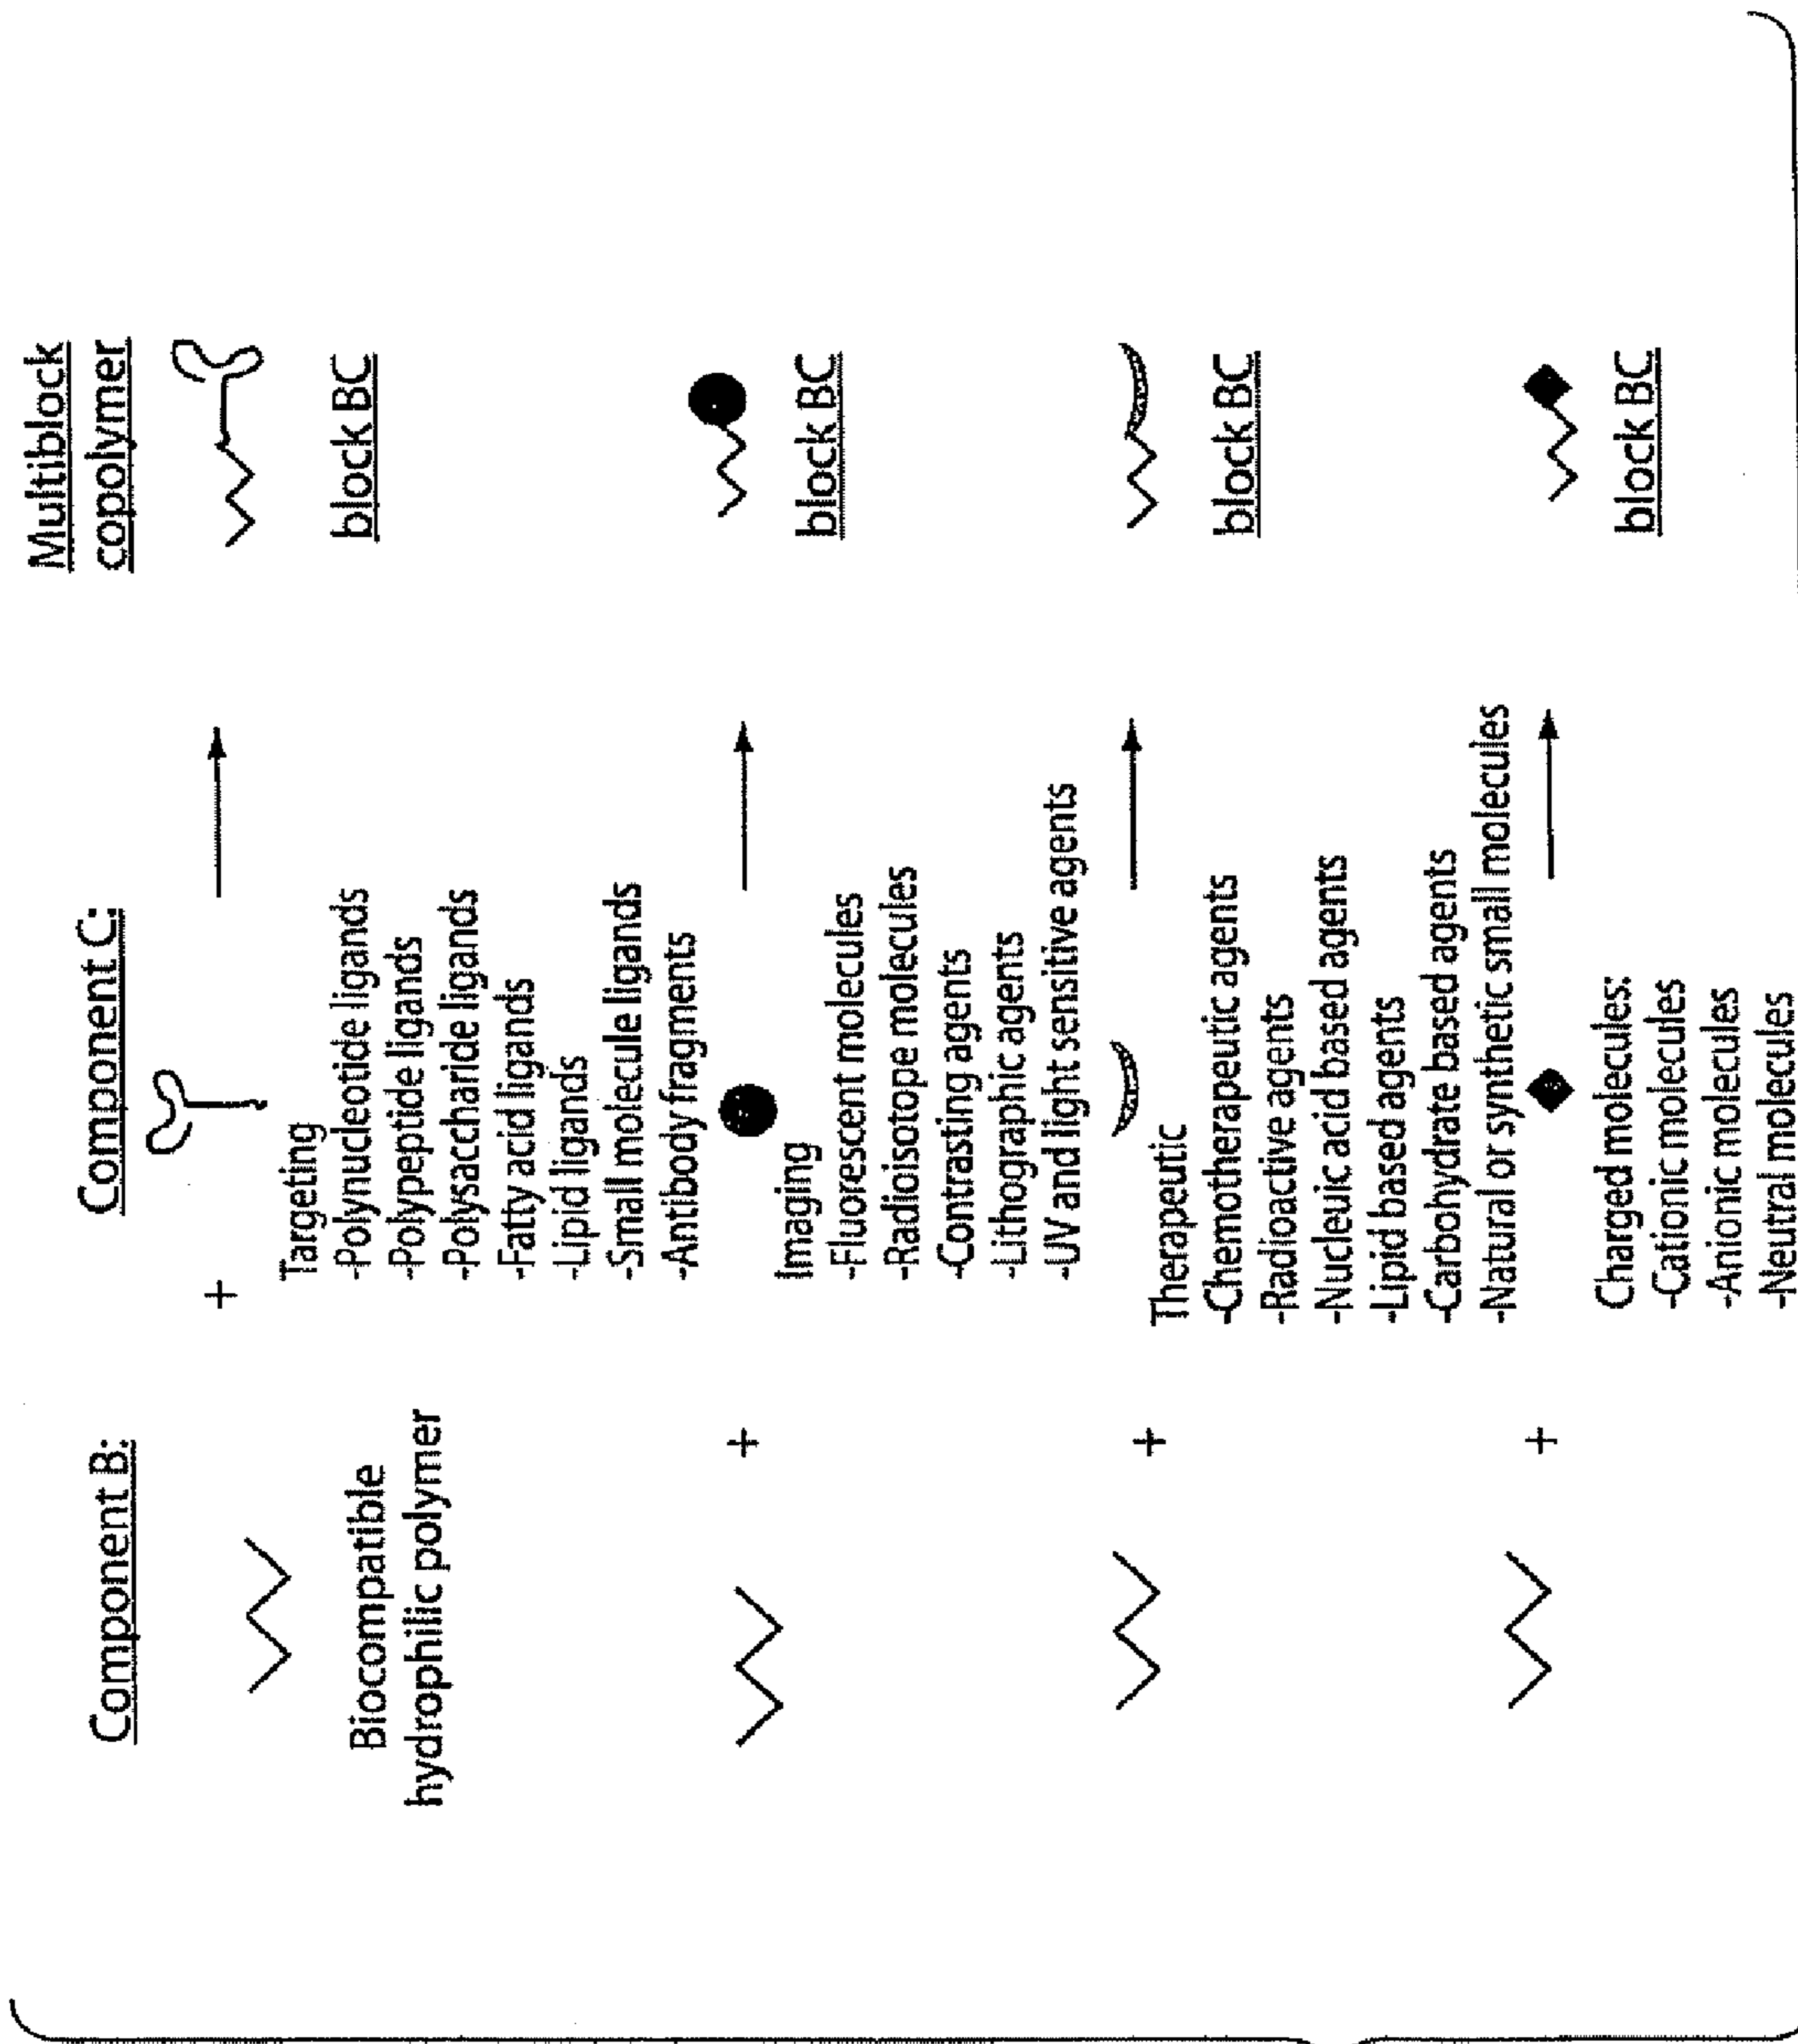 Component B:
Component C:
Multiblock
copolymer
+
Biocompatible
hydrophilic polymer
Targeting
-Polynucleotide ligands
-Polypeptide ligands
-Polysaccharide ligands
-Fatty acid ligands
-Lipid ligands
-Small molecule ligands
-Antibody fragments
block BC
+
Imaging
-Fluorescent molecules
-Radioisotope molecules
-Contrasting agents
-Lithographic agents
-UV and light sensitive agents
block BC
+
Therapeutic
-Chemotherapeutic agents
-Radioactive agents
-Nucleuic acid based agents
-Lipid based agents
-Carbohydrate based agents
-Natural or synthetic small molecules
block BC
+
Charged molecules:
-Cationic molecules
-Anionic molecules
-Neutral molecules
block BC